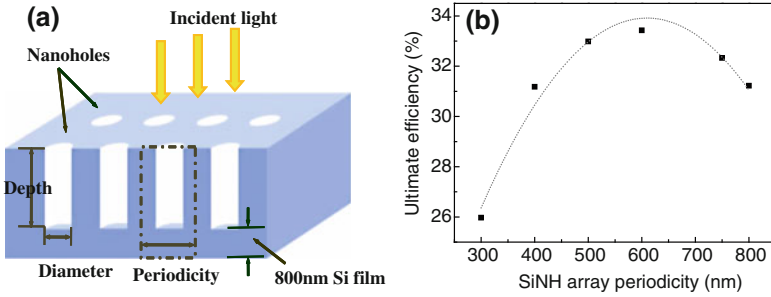 (a)
Incident light
Nanoholes
Depth
Diameter
Periodicity
800nm Si film
(b)
Ultimate efficiency (%)
34
32
30
28
26
300 400 500 600 700 800
SiNH array periodicity (nm)